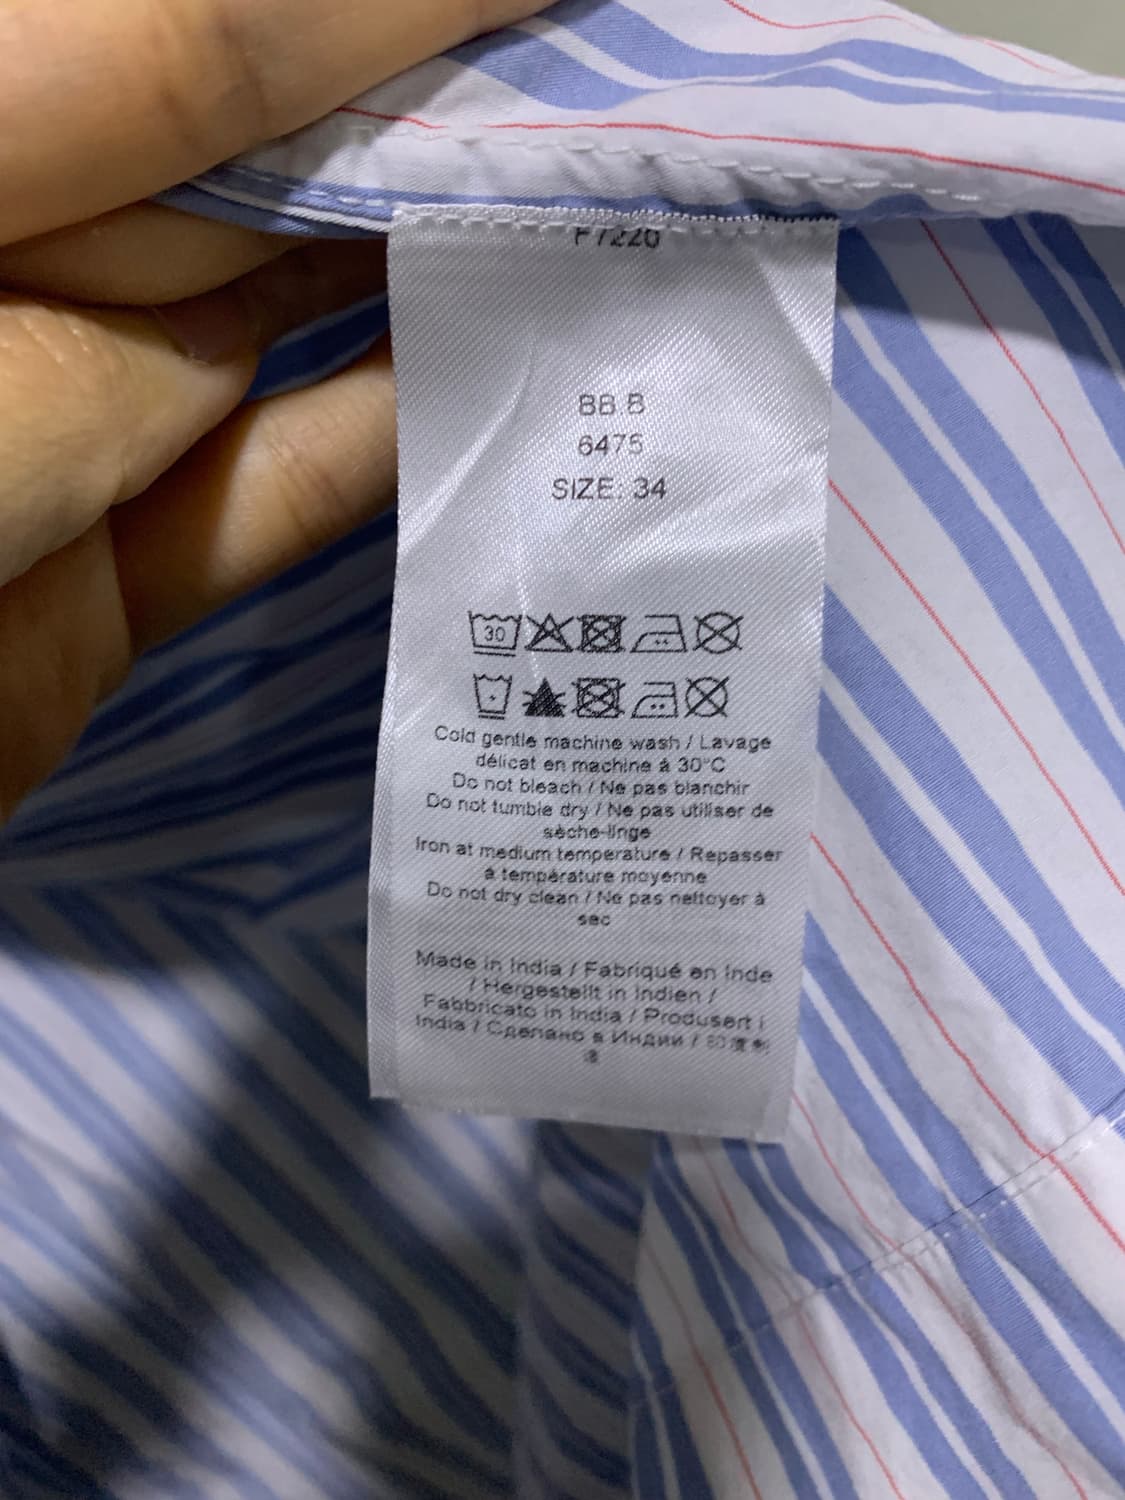 F7220
BB B
6475
SIZE: 34
30
Cold gentle machine wash / Lavage
délicat en machine à 30°C
Do not bleach / Ne pas blanchir
Do not tumble dry / Ne pas utiliser de
sèche-linge
Iron at medium temperature / Repasser
à température moyenne
Do not dry clean / Ne pas nettoyer à
sec
Made in India / Fabriqué en Inde
/ Hergestellt in Indien /
Fabbricato in India / Produsert i
India / Сделано в Индии /